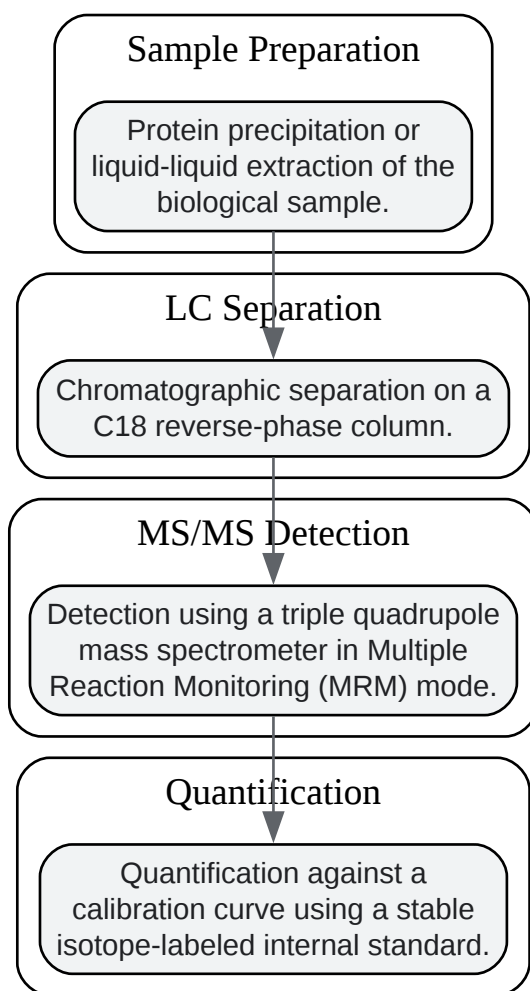 Sample Preparation
Protein precipitation or
liquid-liquid extraction of the
biological sample.
LC Separation
Chromatographic separation on a
C18 reverse-phase column.
MS/MS Detection
Detection using a triple quadrupole
mass spectrometer in Multiple
Reaction Monitoring (MRM) mode.
Quantification
Quantification against a
calibration curve using a stable
isotope-labeled internal standard.